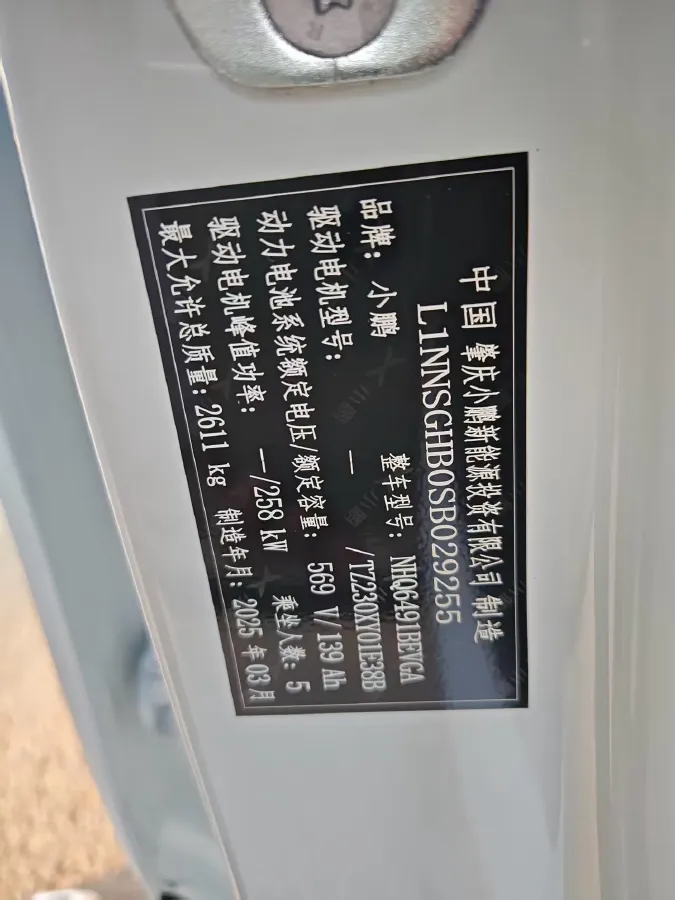 中国 肇庆小鹏新能源投资有限公司 制造
L1NNSGHB0SB029255
品牌: 小鹏 整车型号: NHQ6491BEVGA
驱动电机型号: — /TZ230XY01E38B
动力电池系统额定电压/额定容量: 569 V/139 Ah
驱动电机峰值功率: —/258 kW 乘坐人数: 5
最大允许总质量: 2611 kg 制造年月: 2025 年 03 月